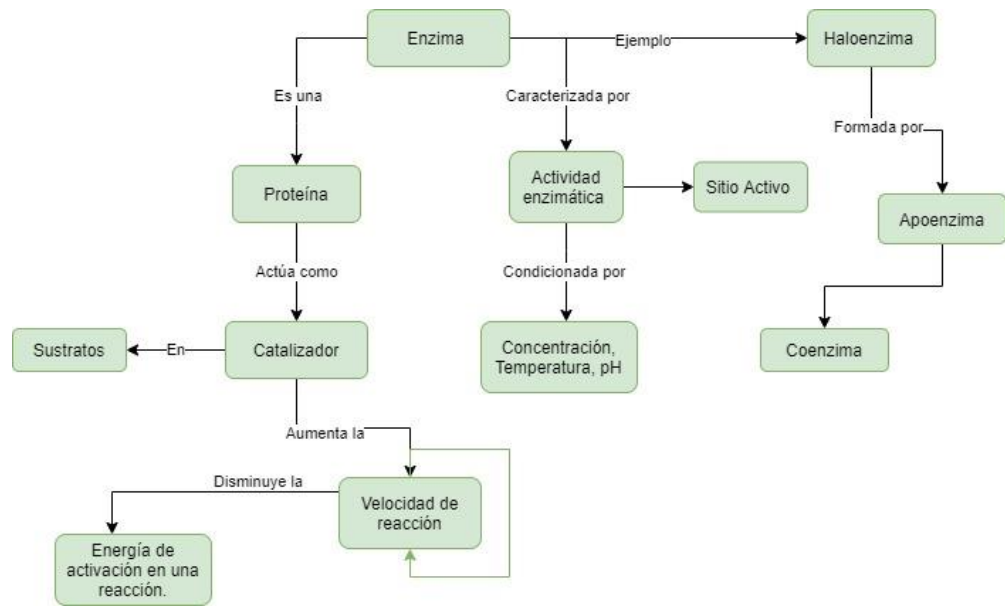 Enzima
Ejemplo
Haloenzima
Es una
Caracterizada por
Formada por
Proteína
Actividad
enzimática
Sitio Activo
Apoenzima
Actúa como
Condicionada por
Sustratos
En
Catalizador
Concentración,
Temperatura, pH
Coenzima
Aumenta la
Disminuye la
Velocidad de
reacción
Energía de
activación en una
reacción.